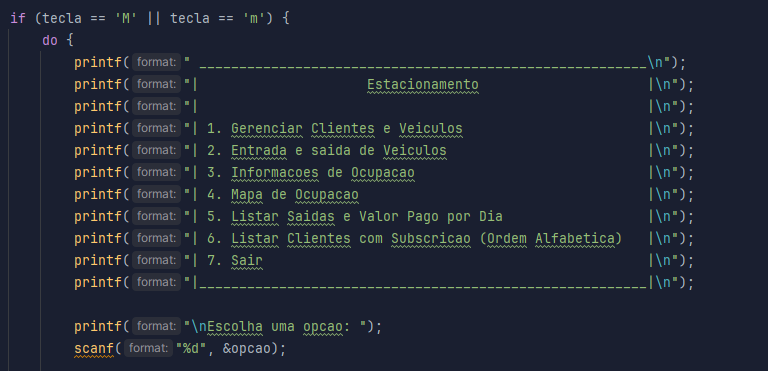 if (tecla == 'M' || tecla == 'm') {
    do {
        printf( format: " ________________________________________________________\n");
        printf( format: "|                     Estacionamento                     |\n");
        printf( format: "|                                                        |\n");
        printf( format: "| 1. Gerenciar Clientes e Veiculos                       |\n");
        printf( format: "| 2. Entrada e saida de Veiculos                         |\n");
        printf( format: "| 3. Informacoes de Ocupacao                             |\n");
        printf( format: "| 4. Mapa de Ocupacao                                    |\n");
        printf( format: "| 5. Listar Saidas e Valor Pago por Dia                  |\n");
        printf( format: "| 6. Listar Clientes com Subscricao (Ordem Alfabetica)   |\n");
        printf( format: "| 7. Sair                                                |\n");
        printf( format: "|________________________________________________________|\n");
        printf( format: "\nEscolha uma opcao: ");
        scanf( format: "%d", &opcao);